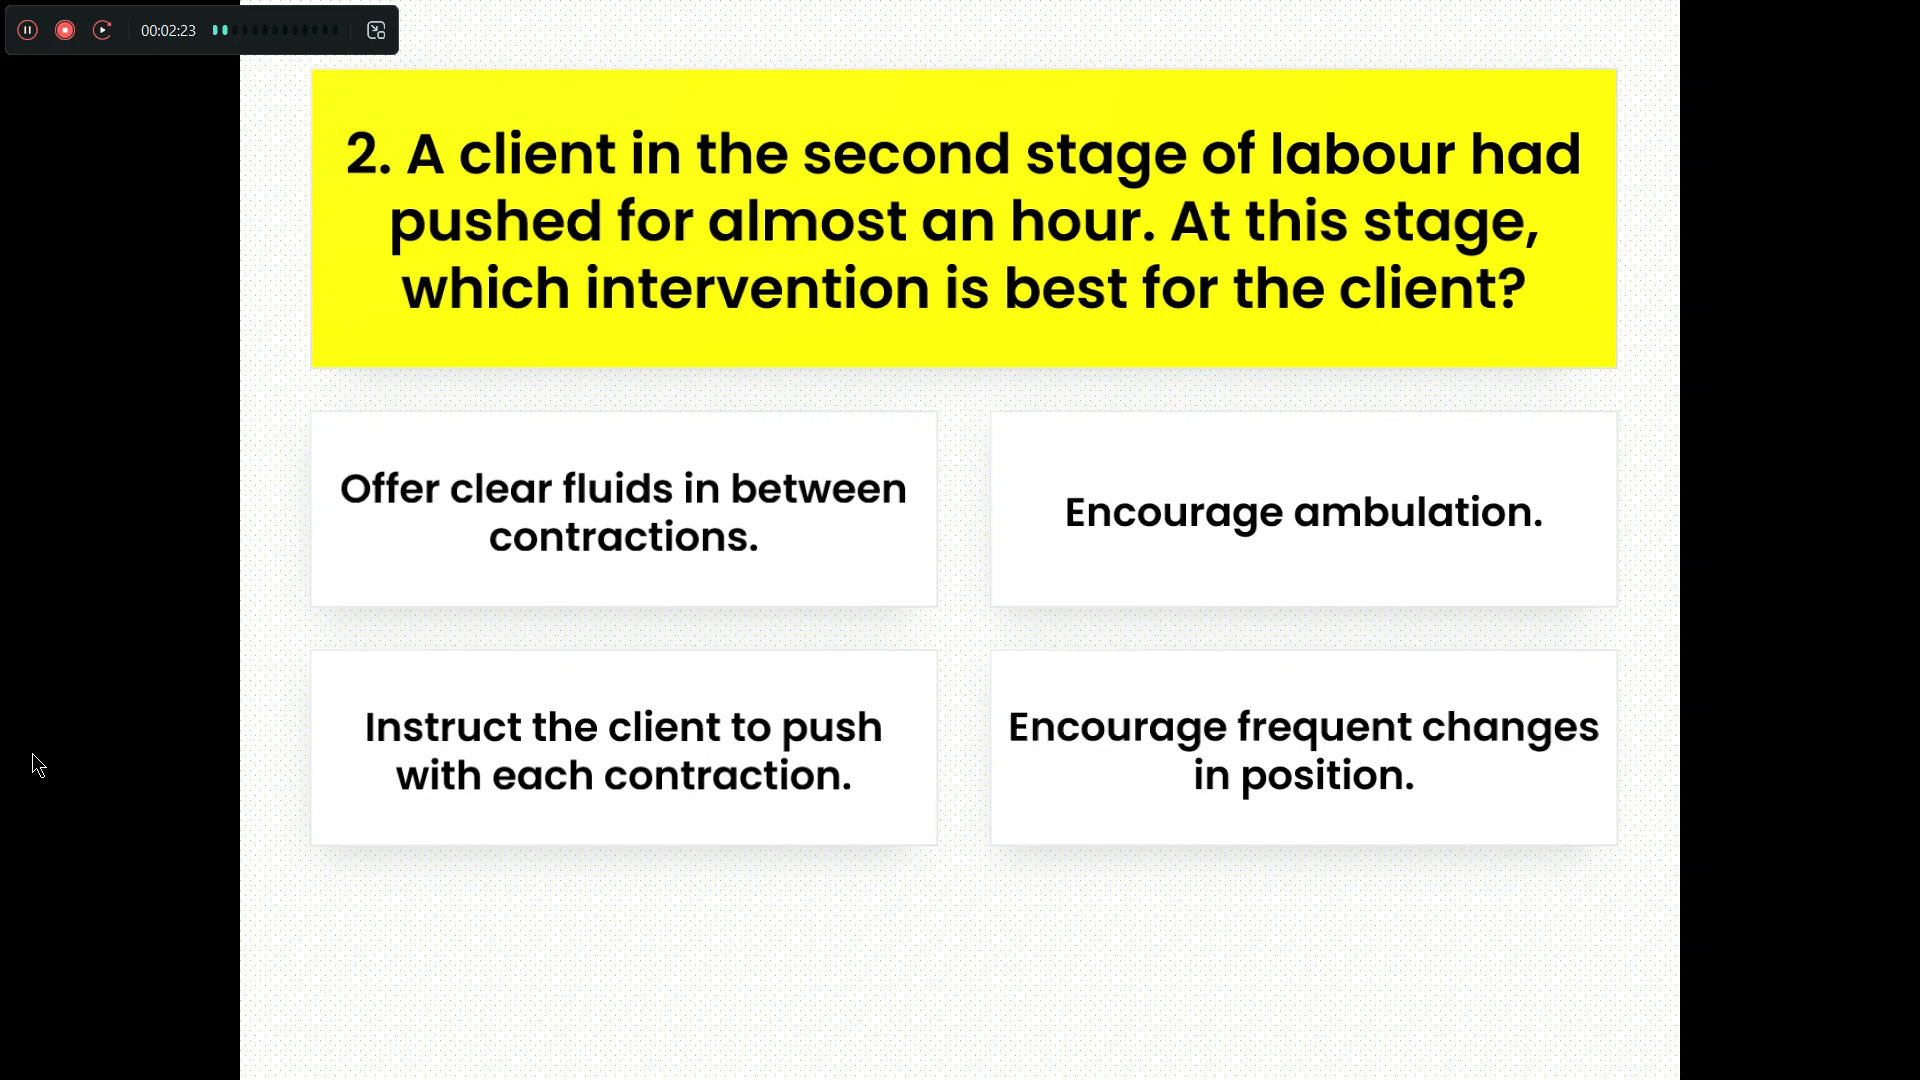 00:02:23
2. A client in the second stage of labour had
pushed for almost an hour. At this stage,
which intervention is best for the client?
Offer clear fluids in between
contractions.
Encourage ambulation.
Instruct the client to push
with each contraction.
Encourage frequent changes
in position.